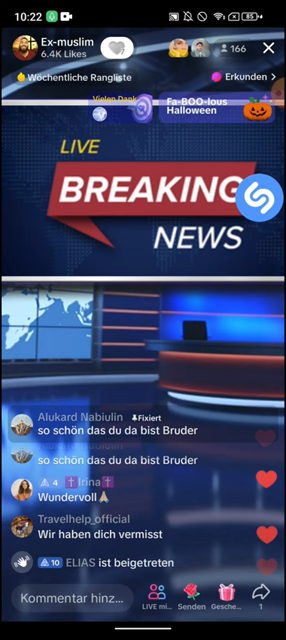 10:22
85
Ex-muslim
6.4K Likes
166
Wöchentliche Rangliste
Erkunden >
Vielen Dank
Fa-BOO-lous
Halloween
LIVE
BREAKING
NEWS
Alukard Nabiulin Fixiert
so schön das du da bist Bruder
so schön das du da bist Bruder
4 Irina
Wundervoll🙏
Travelhelp_official
Wir haben dich vermisst
10 ELIAS ist beigetreten
Kommentar hinz...
LIVE mi...
Senden
Gesche...
1